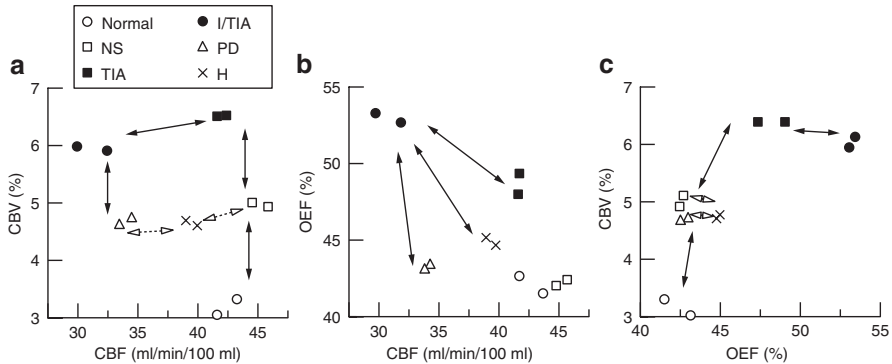 Normal
I/TIA
NS
PD
TIA
H
a
7
6
5
4
3
CBV (%)
30
35
40
45
CBF (ml/min/100 ml)
b
55
50
45
40
OEF (%)
30
35
40
45
CBF (ml/min/100 ml)
c
7
6
5
4
3
CBV (%)
40
45
50
55
OEF (%)